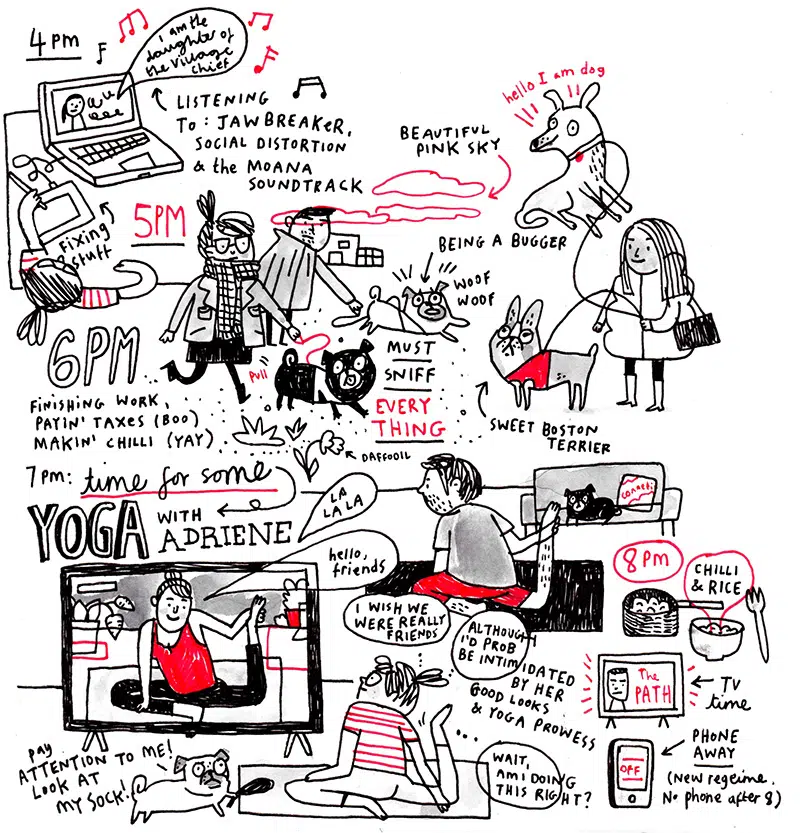 4PM
i am the
daughter of
the village
chief
LISTENING
TO: JAWBREAKER,
SOCIAL DISTORTION
& the MOANA
SOUNDTRACK
Fixing
stuff
hello I am dog
BEAUTIFUL
PINK SKY
5PM
BEING A BUGGER
WOOF
WOOF
PULL
MUST
SNIFF
EVERY
THING
SWEET BOSTON
TERRIER
6PM
FINISHING WORK,
PAYIN' TAXES (BOO)
MAKIN' CHILLI (YAY)
DAFFODIL
7PM: time for some
YOGA WITH
ADRIENE
LA
LA LA
hello,
friends
I WISH WE
WERE REALLY
FRIENDS
ALTHOUGH
I'D PROB
BE INTIMIDATED
BY HER
GOOD LOOKS
& YOGA PROWESS
...
WAIT,
AM I DOING
THIS RIGHT?
pay
ATTENTION TO ME!
LOOK AT
MY SOCK!
8PM
CHILLI
& RICE
The
PATH
TV
time
PHONE
AWAY
OFF
(New regeime.
No phone after 8)